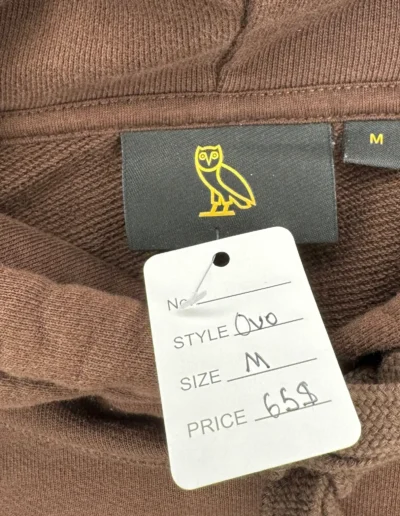 M
No.
STYLE OVO
SIZE M
PRICE 65$